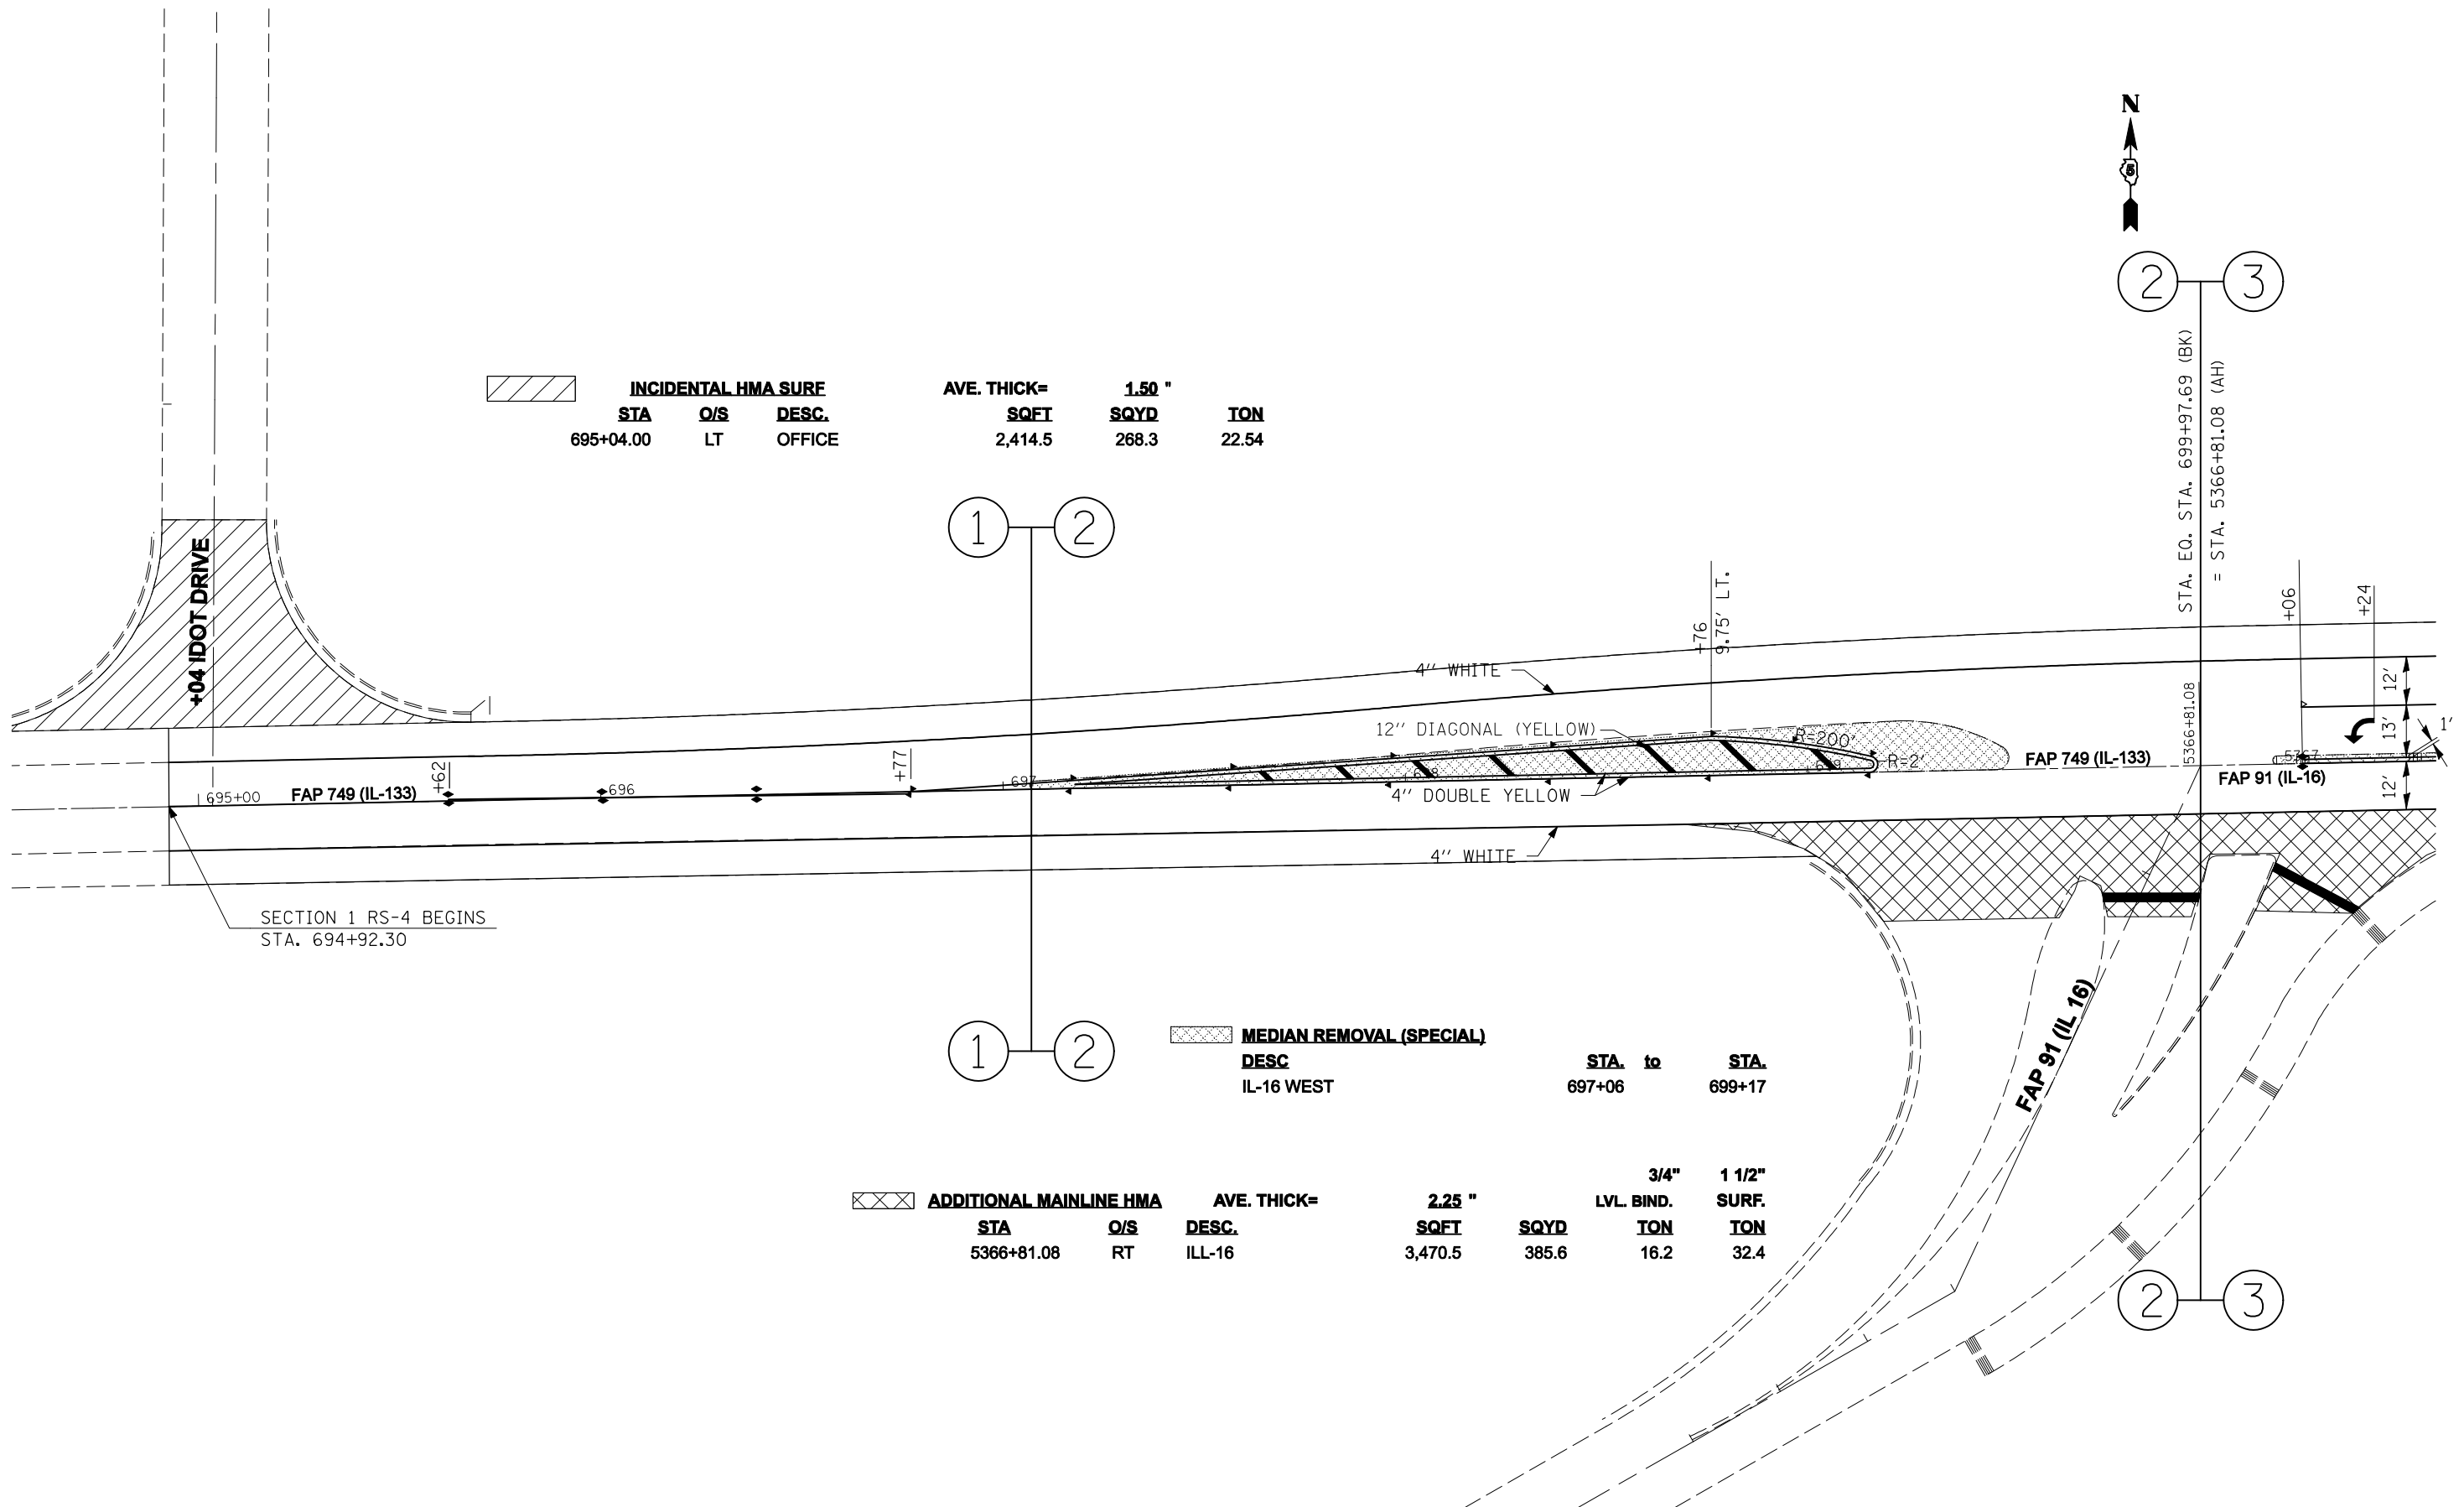 N
5
2 3
STA. EQ. STA. 699+97.69 (BK)
= STA. 5366+81.08 (AH)
INCIDENTAL HMA SURF AVE. THICK= 1.50 "
STA O/S DESC. SQFT SQYD TON
695+04.00 LT OFFICE 2,414.5 268.3 22.54
1 2
+04 IDOT DRIVE
+76
9.75' LT.
+06
+24
4'' WHITE
12'' DIAGONAL (YELLOW)
R=200'
R=2'
5366+81.08
12'
13'
1'
12'
+62
+77
695+00
FAP 749 (IL-133)
696
697
698
699
4'' DOUBLE YELLOW
FAP 749 (IL-133)
5367
FAP 91 (IL-16)
4'' WHITE
SECTION 1 RS-4 BEGINS
STA. 694+92.30
FAP 91 (IL 16)
1 2
MEDIAN REMOVAL (SPECIAL)
DESC STA. to STA.
IL-16 WEST 697+06 699+17
3/4" 1 1/2"
ADDITIONAL MAINLINE HMA AVE. THICK= 2.25 " LVL. BIND. SURF.
STA O/S DESC. SQFT SQYD TON TON
5366+81.08 RT ILL-16 3,470.5 385.6 16.2 32.4
2 3